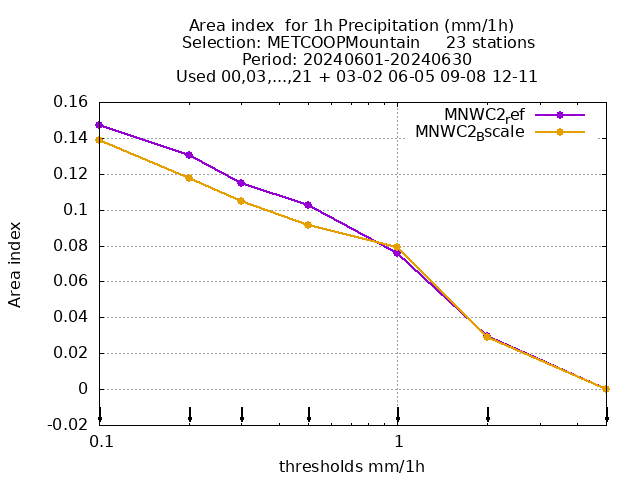 Area index  for 1h Precipitation (mm/1h)
Selection: METCOOPMountain     23 stations
Period: 20240601-20240630
Used 00,03,...,21 + 03-02 06-05 09-08 12-11
MNWC2ref
MNWC2Bscale
0.16
0.14
0.12
0.1
0.08
0.06
0.04
0.02
0
-0.02
Area index
0.1
1
thresholds mm/1h